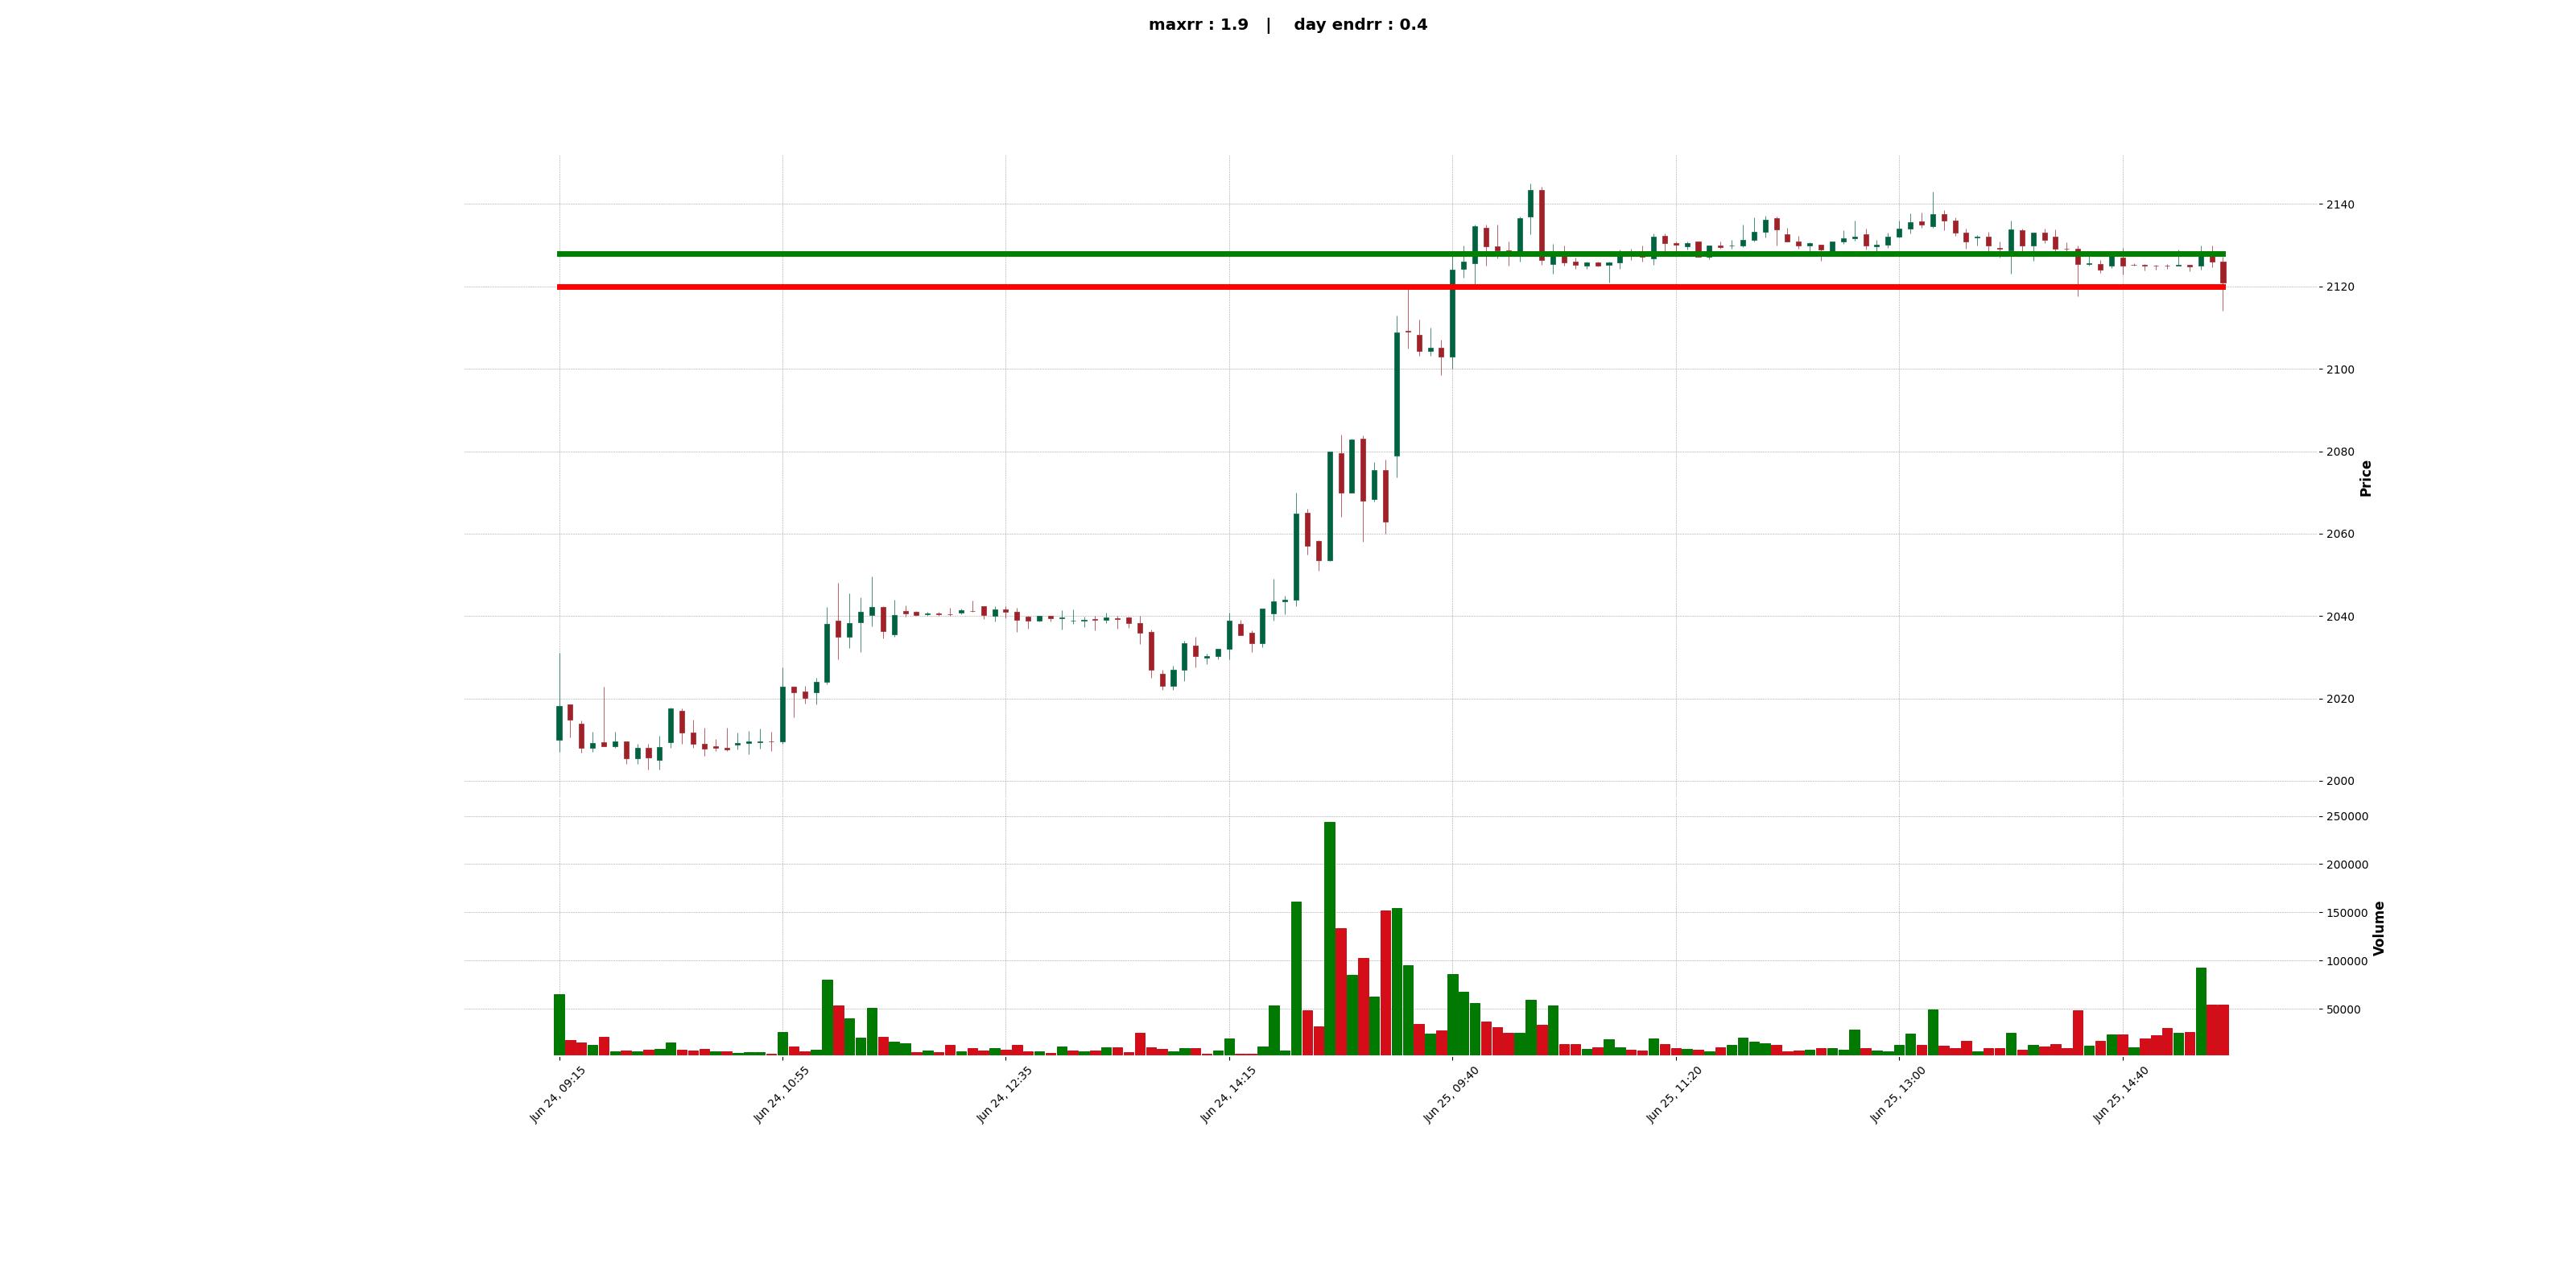 maxrr : 1.9 | day endrr : 0.4
2140
2120
2100
2080
2060
2040
2020
2000
Price
250000
200000
150000
100000
50000
Volume
Jun 24, 09:15
Jun 24, 10:55
Jun 24, 12:35
Jun 24, 14:15
Jun 25, 09:40
Jun 25, 11:20
Jun 25, 13:00
Jun 25, 14:40